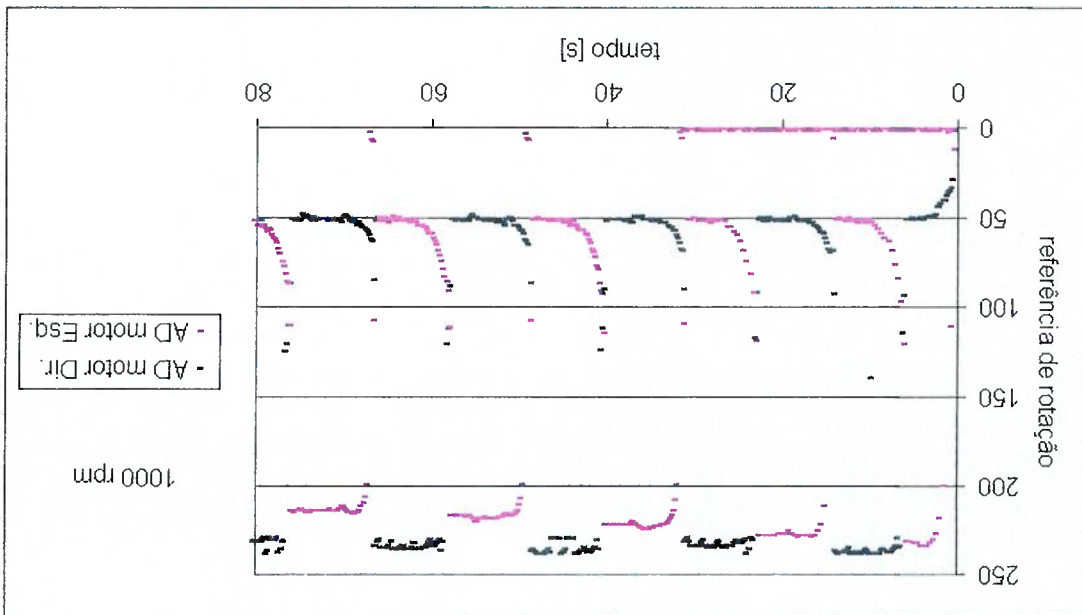 1000 rpm
referência de rotação
250
200
150
100
50
0
0
20
40
60
80
tempo [s]
- AD motor Dir.
- AD motor Esq.